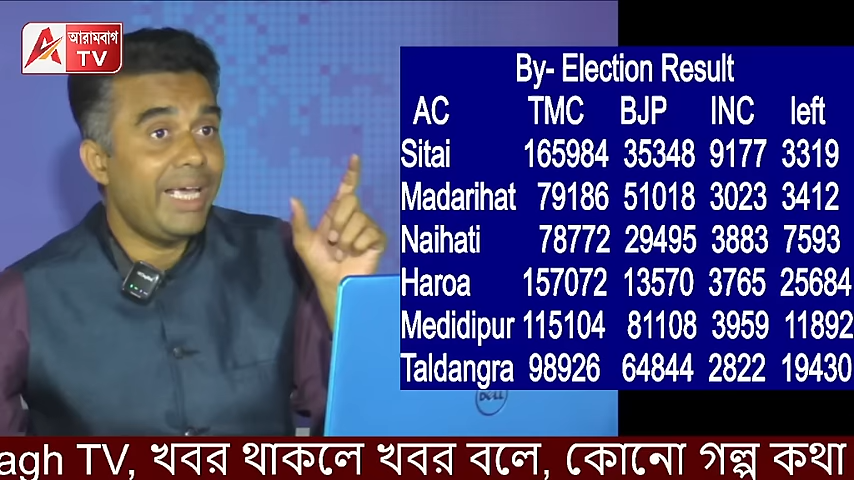 A
আরামবাগ
TV
By- Election Result
AC TMC BJP INC left
Sitai 165984 35348 9177 3319
Madarihat 79186 51018 3023 3412
Naihati 78772 29495 3883 7593
Haroa 157072 13570 3765 25684
Medidipur 115104 81108 3959 11892
Taldangra 98926 64844 2822 19430
DELL
agh TV, খবর থাকলে খবর বলে, কোনো গল্প কথা